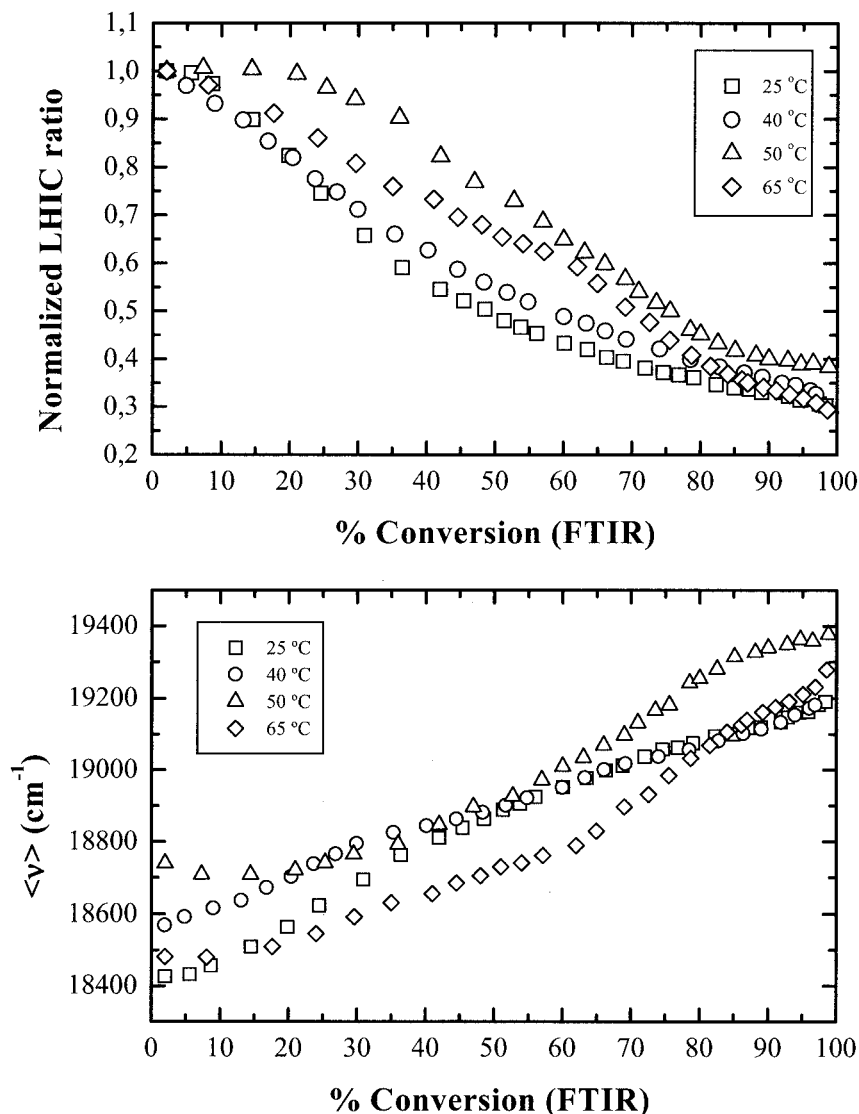 1,1
1,0
0,9
0,8
0,7
0,6
0,5
0,4
0,3
0,2
Normalized LHIC ratio
25 °C
40 °C
50 °C
65 °C
0 10 20 30 40 50 60 70 80 90 100
% Conversion (FTIR)
19400
19200
19000
18800
18600
18400
<ν> (cm⁻¹)
25 °C
40 °C
50 °C
65 °C
0 10 20 30 40 50 60 70 80 90 100
% Conversion (FTIR)